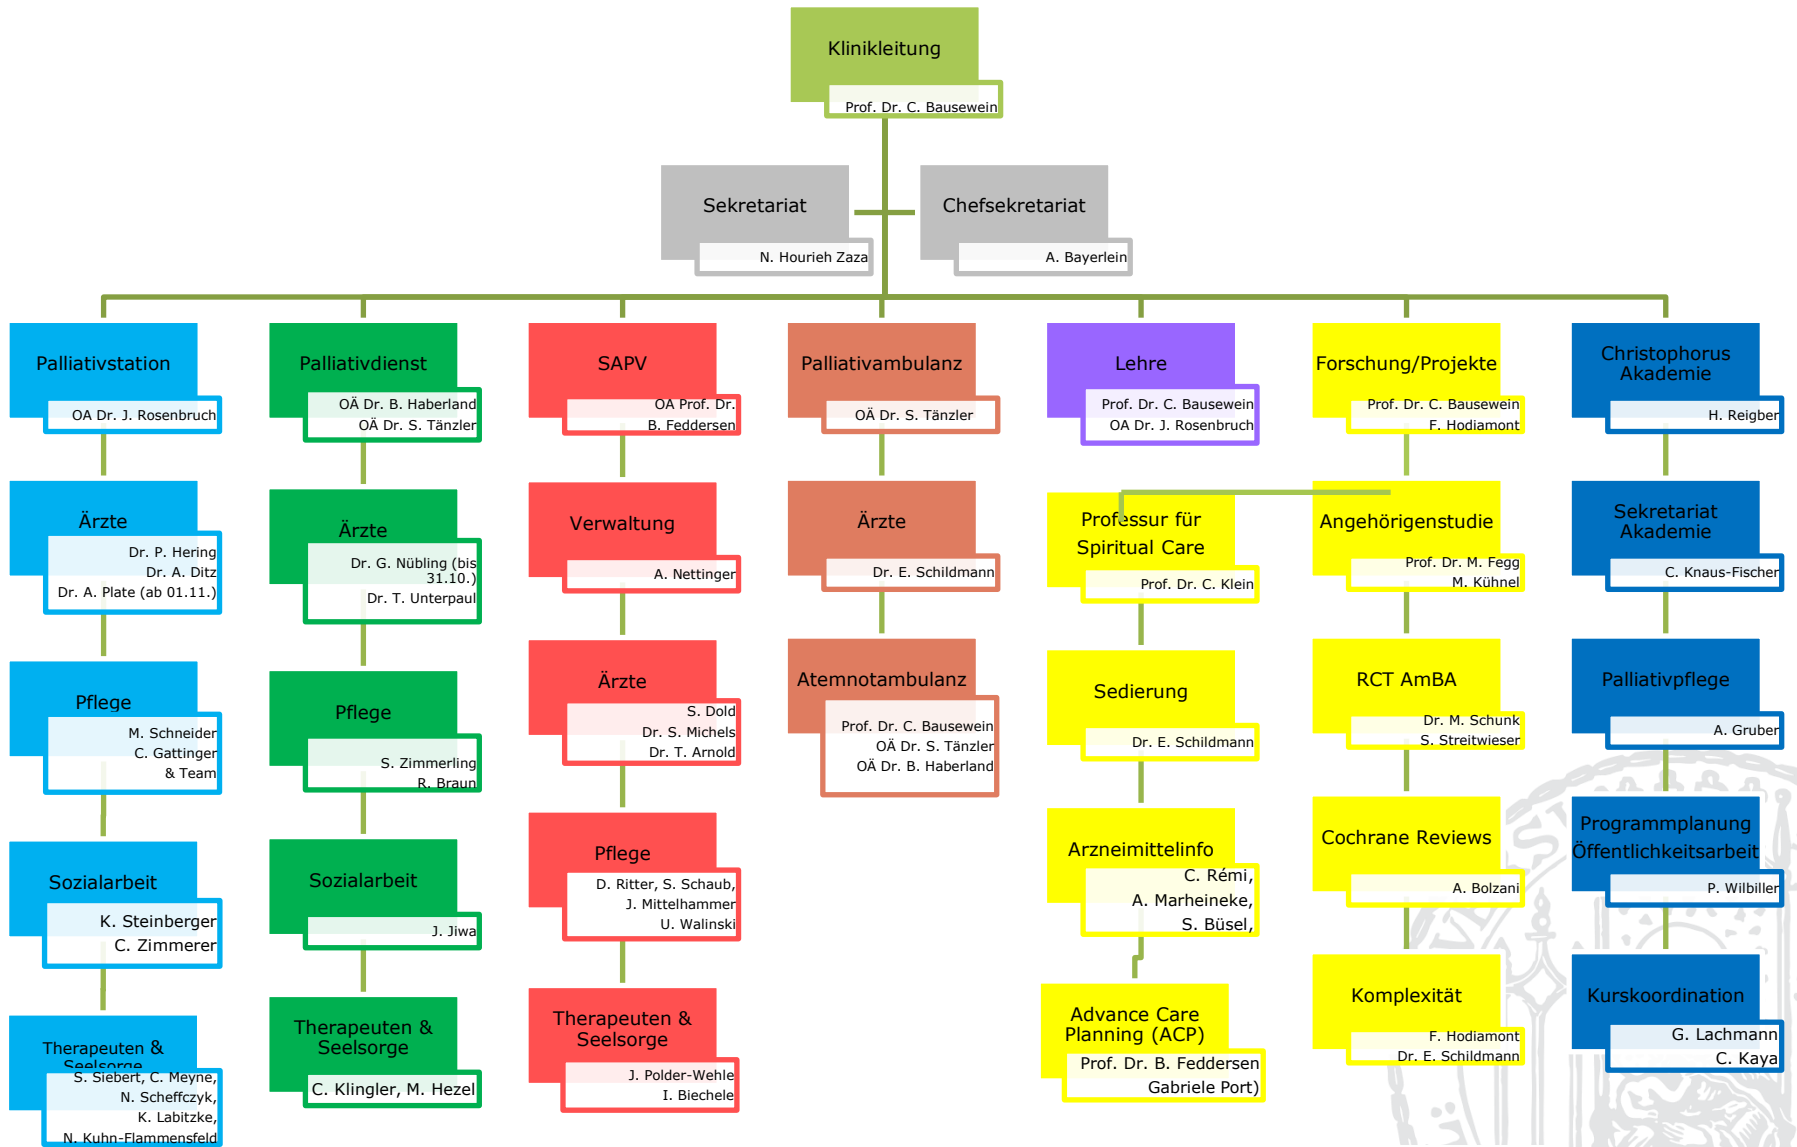 Klinikleitung
Prof. Dr. C. Bausewein
Sekretariat
N. Hourieh Zaza
Chefsekretariat
A. Bayerlein
Palliativstation
OA Dr. J. Rosenbruch
Ärzte
Dr. P. Hering
Dr. A. Ditz
Dr. A. Plate (ab 01.11.)
Pflege
M. Schneider
C. Gattinger
& Team
Sozialarbeit
K. Steinberger
C. Zimmerer
Therapeuten &
Seelsorge
S. Siebert, C. Meyne,
N. Scheffczyk,
K. Labitzke,
N. Kuhn-Flammensfeld
Palliativdienst
OÄ Dr. B. Haberland
OÄ Dr. S. Tänzler
Ärzte
Dr. G. Nübling (bis
31.10.)
Dr. T. Unterpaul
Pflege
S. Zimmerling
R. Braun
Sozialarbeit
J. Jiwa
Therapeuten &
Seelsorge
C. Klingler, M. Hezel
SAPV
OA Prof. Dr.
B. Feddersen
Verwaltung
A. Nettinger
Ärzte
S. Dold
Dr. S. Michels
Dr. T. Arnold
Pflege
D. Ritter, S. Schaub,
J. Mittelhammer
U. Walinski
Therapeuten &
Seelsorge
J. Polder-Wehle
I. Biechele
Palliativambulanz
OÄ Dr. S. Tänzler
Ärzte
Dr. E. Schildmann
Atemnotambulanz
Prof. Dr. C. Bausewein
OÄ Dr. S. Tänzler
OÄ Dr. B. Haberland
Lehre
Prof. Dr. C. Bausewein
OA Dr. J. Rosenbruch
Forschung/Projekte
Prof. Dr. C. Bausewein
F. Hodiamont
Professur für
Spiritual Care
Prof. Dr. C. Klein
Sedierung
Dr. E. Schildmann
Arzneimittelinfo
C. Rémi,
A. Marheineke,
S. Büsel,
Advance Care
Planning (ACP)
Prof. Dr. B. Feddersen
Gabriele Port)
Angehörigenstudie
Prof. Dr. M. Fegg
M. Kühnel
RCT AmBA
Dr. M. Schunk
S. Streitwieser
Cochrane Reviews
A. Bolzani
Komplexität
F. Hodiamont
Dr. E. Schildmann
Christophorus
Akademie
H. Reigber
Sekretariat
Akademie
C. Knaus-Fischer
Palliativpflege
A. Gruber
Programmplanung
Öffentlichkeitsarbeit
P. Wilbiller
Kurskoordination
G. Lachmann
C. Kaya